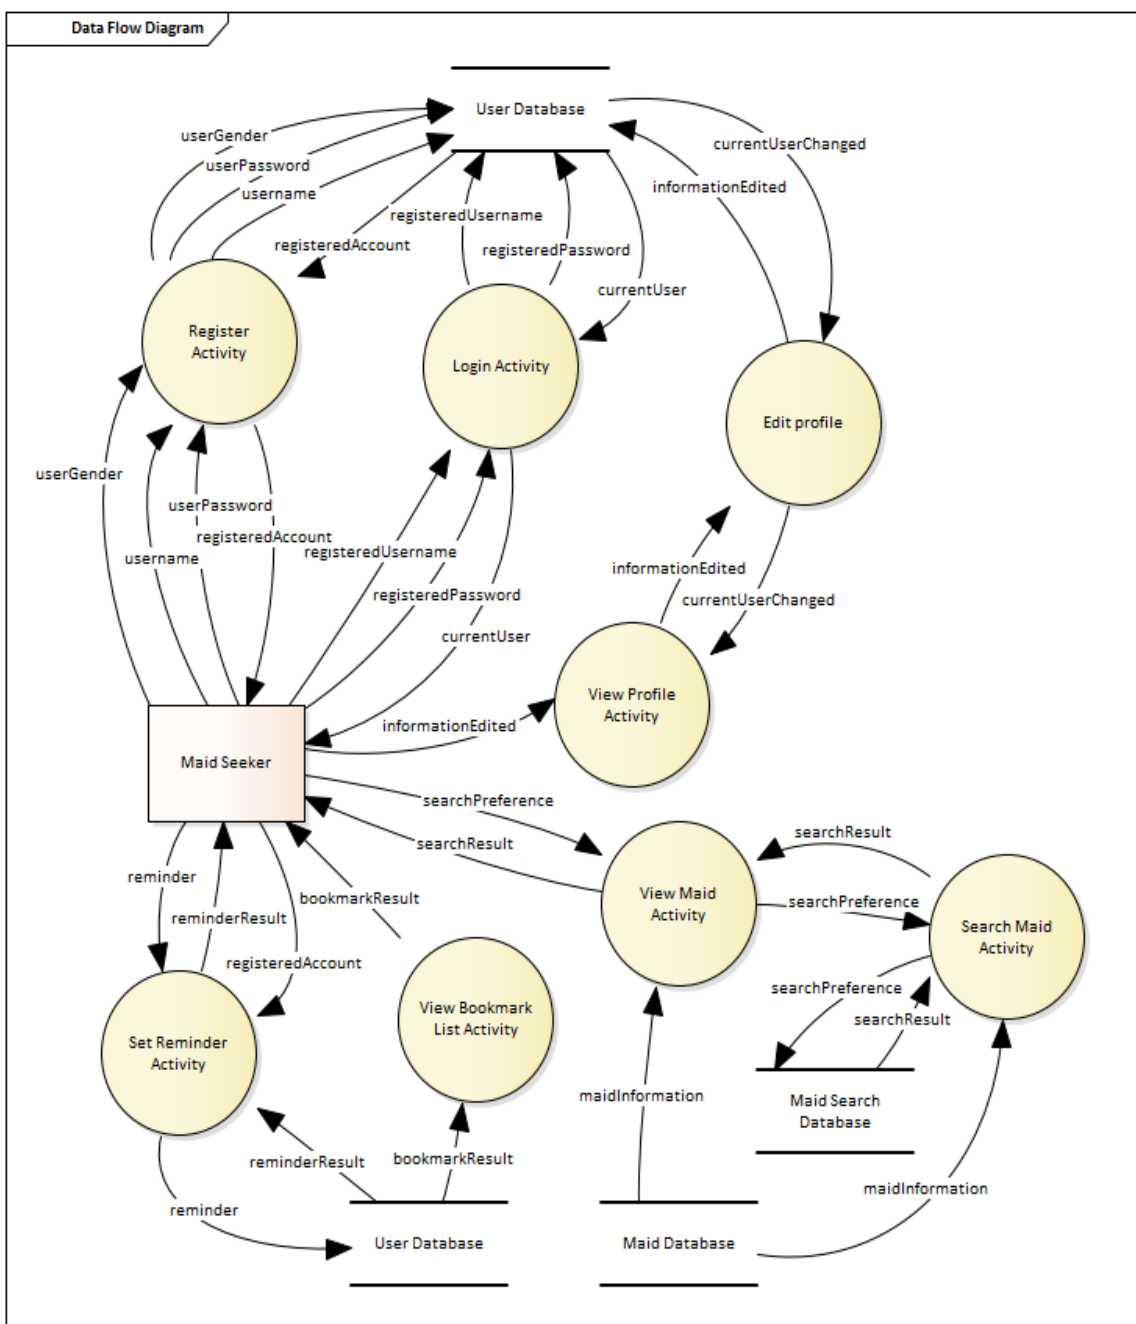 Data Flow Diagram
User Database
userGender
currentUserChanged
userPassword
informationEdited
username
registeredUsername
registeredAccount
registeredPassword
currentUser
Register
Activity
Login Activity
Edit profile
userGender
userPassword
registeredAccount
username
registeredUsername
registeredPassword
currentUser
informationEdited
currentUserChanged
View Profile
Activity
informationEdited
Maid Seeker
searchPreference
searchResult
searchResult
reminder
bookmarkResult
View Maid
Activity
searchPreference
reminderResult
Search Maid
Activity
registeredAccount
searchPreference
View Bookmark
List Activity
searchResult
Set Reminder
Activity
maidInformation
Maid Search
Database
reminderResult
bookmarkResult
maidInformation
reminder
User Database
Maid Database